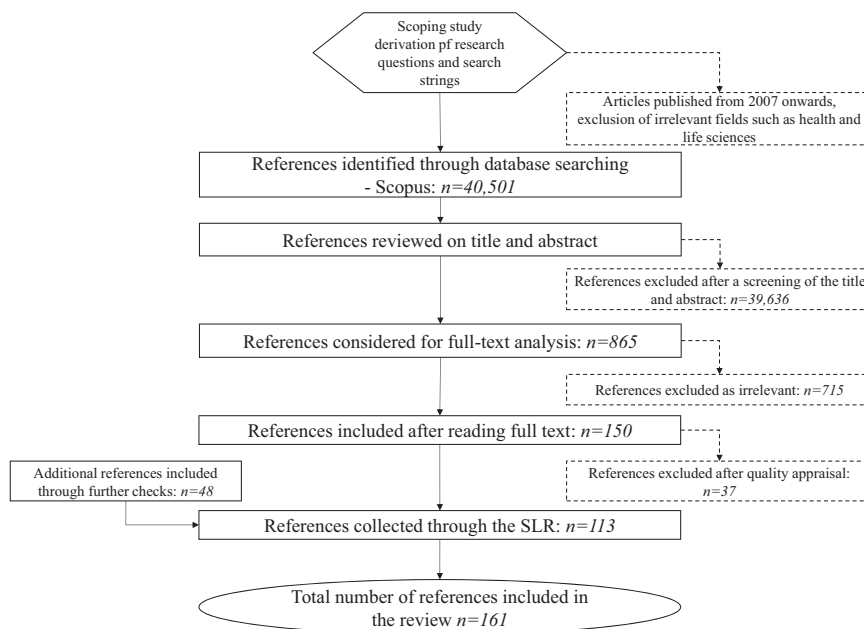 Scoping study
derivation pf research
questions and search
strings
Articles published from 2007 onwards,
exclusion of irrelevant fields such as health and
life sciences
References identified through database searching
- Scopus: n=40,501
References reviewed on title and abstract
References excluded after a screening of the title
and abstract: n=39,636
References considered for full-text analysis: n=865
References excluded as irrelevant: n=715
References included after reading full text: n=150
Additional references included
through further checks: n=48
References excluded after quality appraisal:
n=37
References collected through the SLR: n=113
Total number of references included in
the review n=161